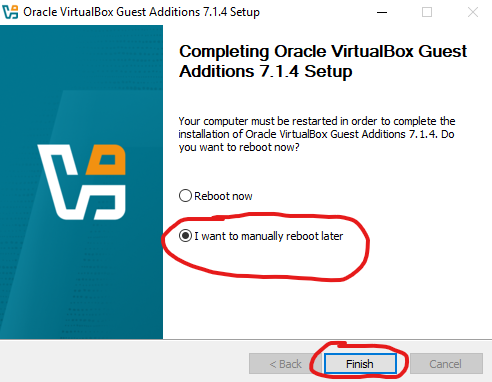 Oracle VirtualBox Guest Additions 7.1.4 Setup
Completing Oracle VirtualBox Guest
Additions 7.1.4 Setup
Your computer must be restarted in order to complete the
installation of Oracle VirtualBox Guest Additions 7.1.4. Do
you want to reboot now?
Reboot now
I want to manually reboot later
< Back
Finish
Cancel